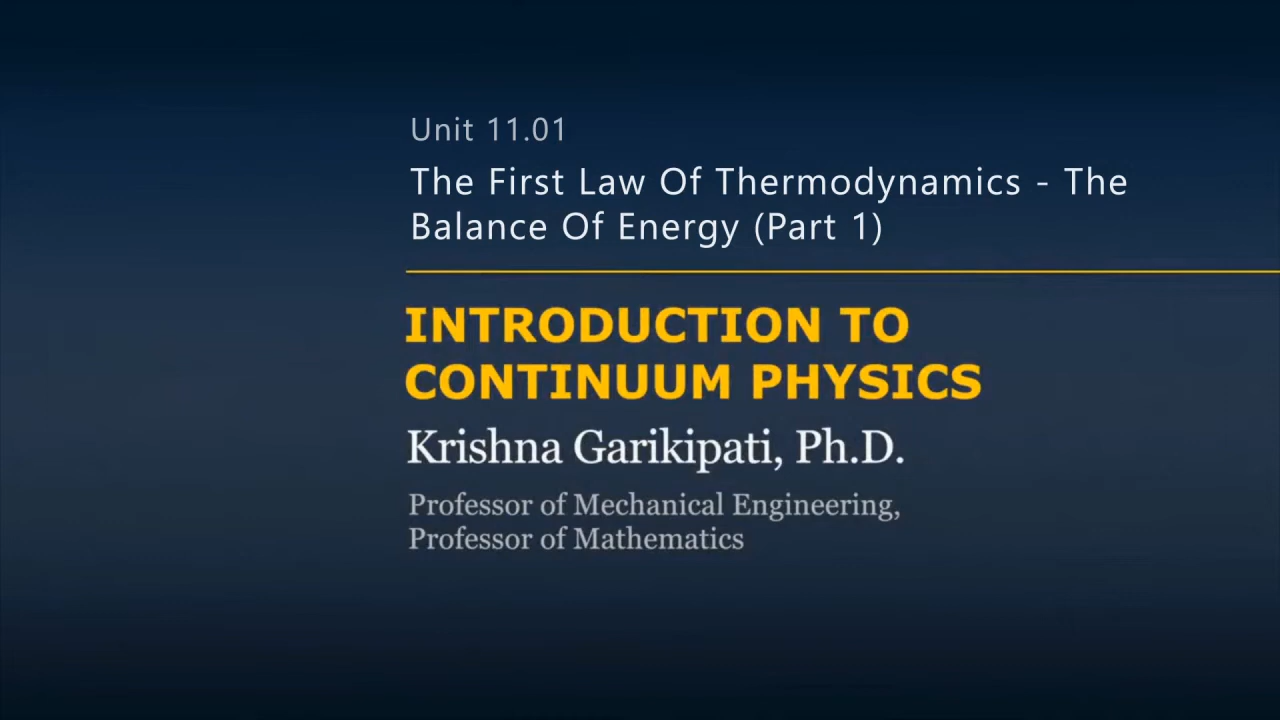 Unit 11.01
The First Law Of Thermodynamics - The
Balance Of Energy (Part 1)
INTRODUCTION TO
CONTINUUM PHYSICS
Krishna Garikipati, Ph.D.
Professor of Mechanical Engineering,
Professor of Mathematics